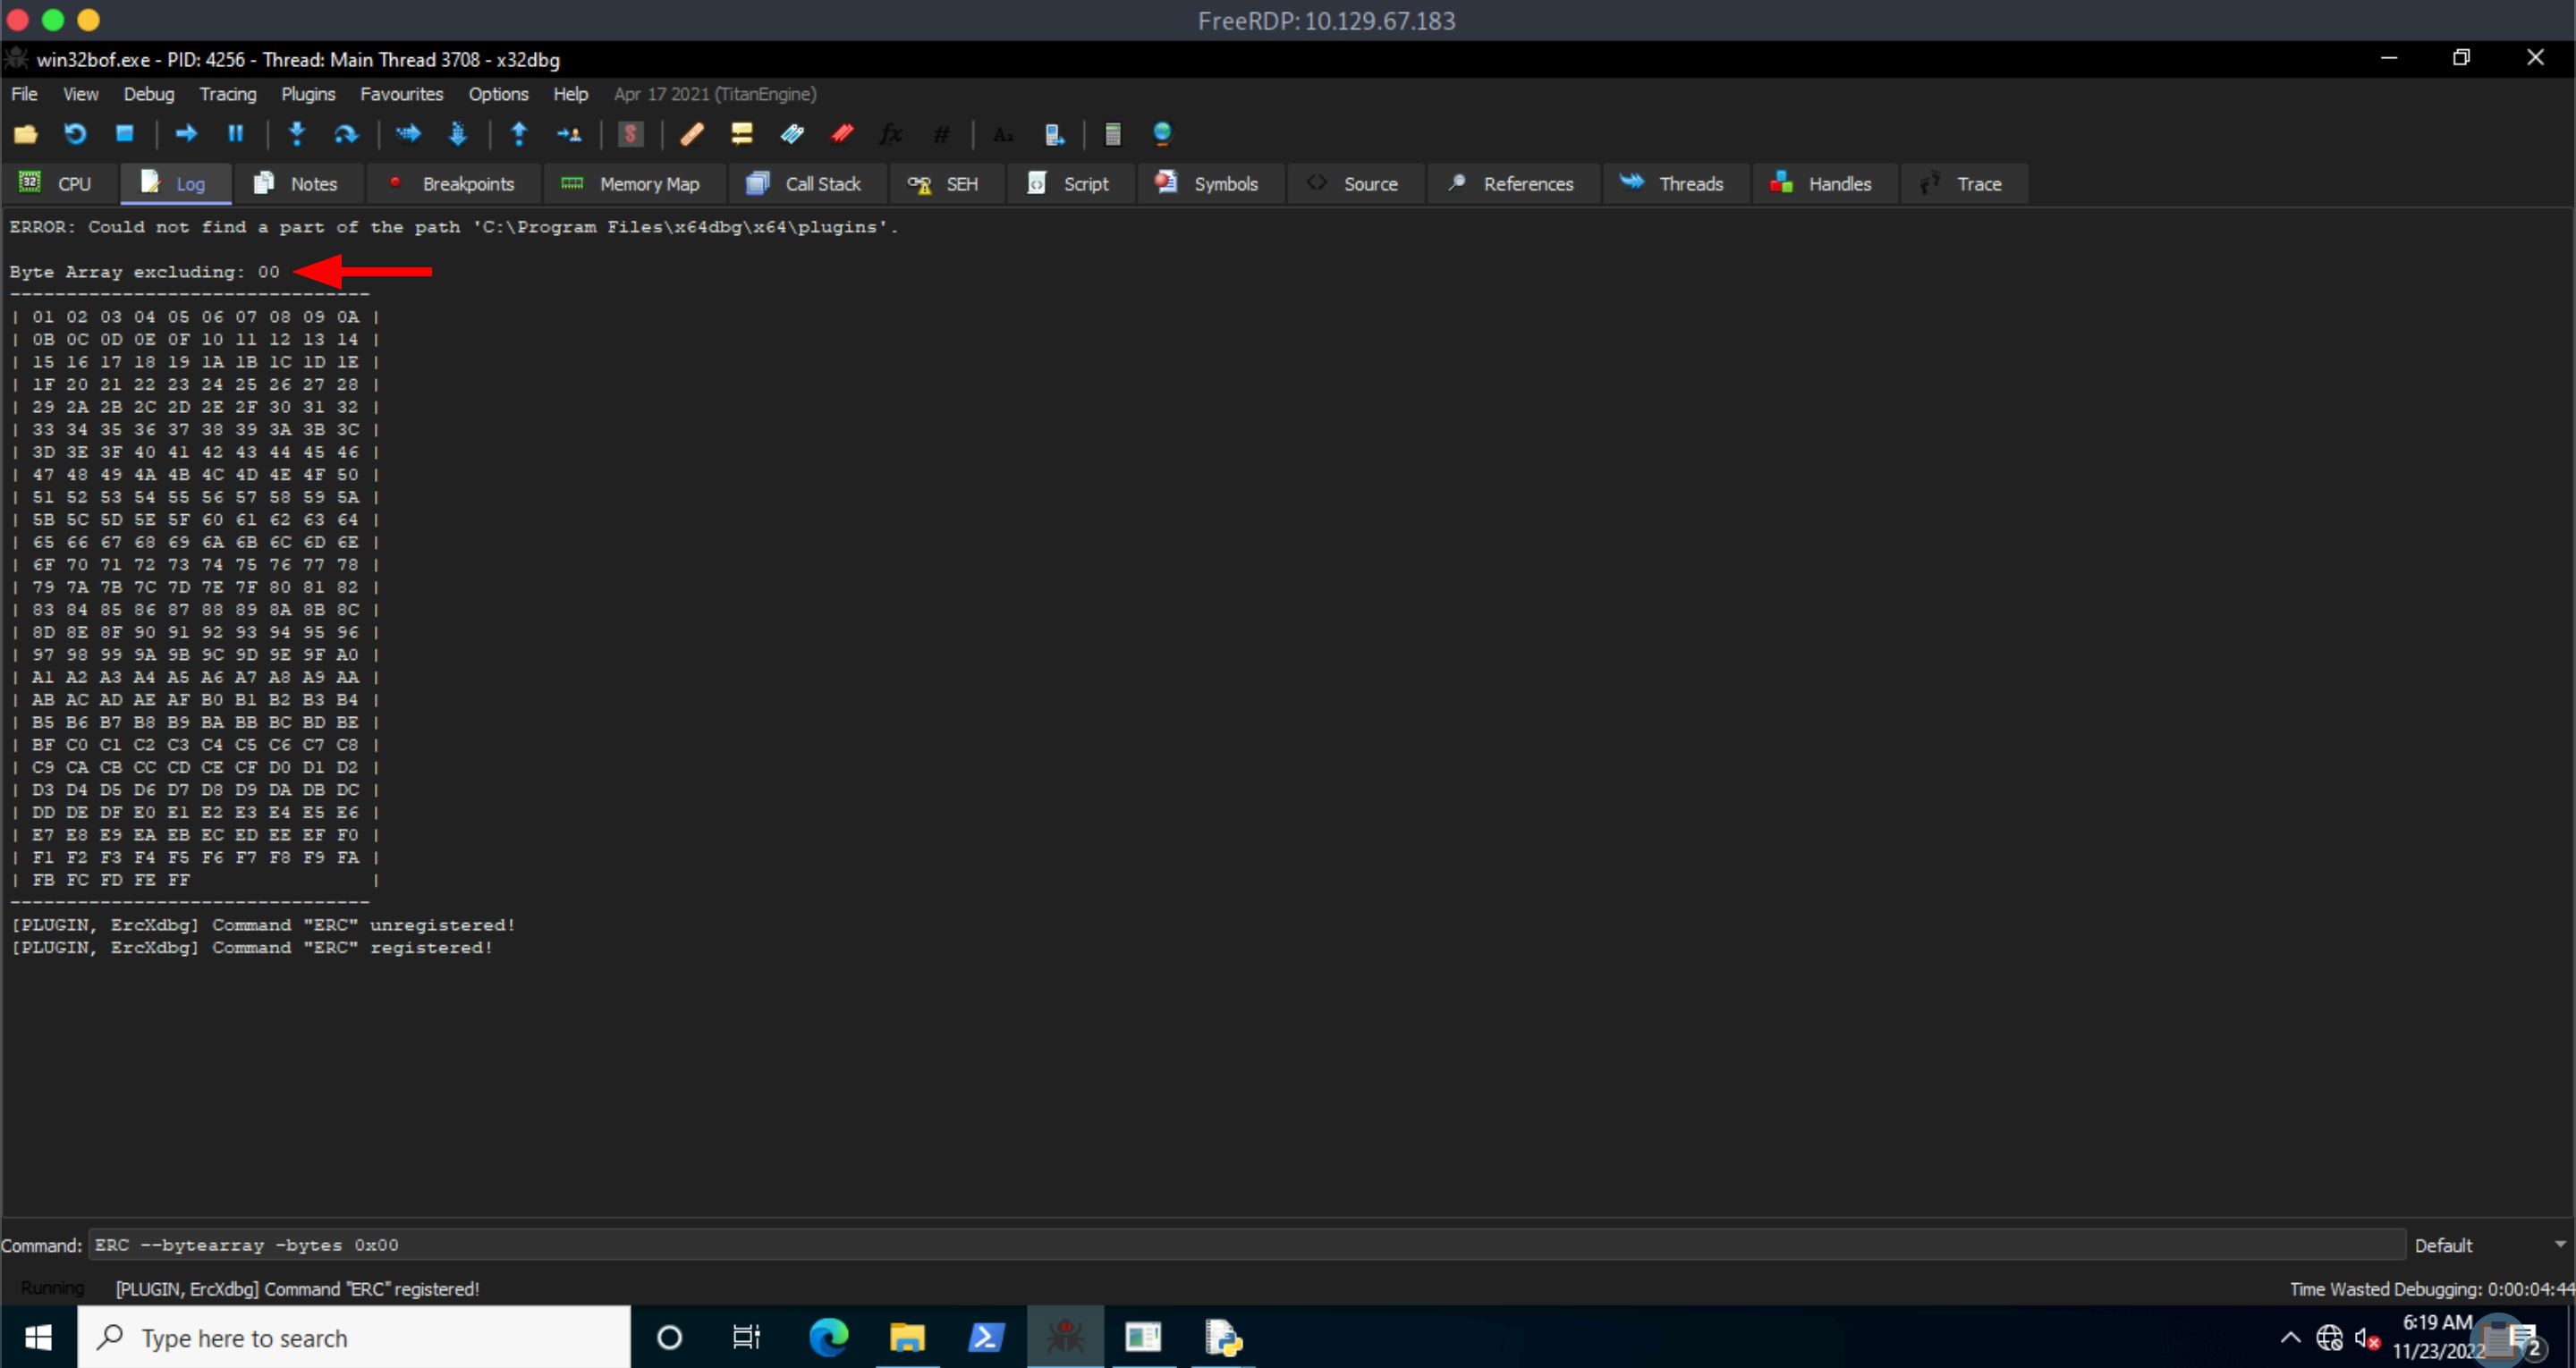 FreeRDP: 10.129.67.183
win32bof.exe - PID: 4256 - Thread: Main Thread 3708 - x32dbg
File View Debug Tracing Plugins Favourites Options Help Apr 17 2021 (TitanEngine)
CPU Log Notes Breakpoints Memory Map Call Stack SEH Script Symbols Source References Threads Handles Trace
ERROR: Could not find a part of the path 'C:\Program Files\x64dbg\x64\plugins'.
Byte Array excluding: 00
--------------------------------
| 01 02 03 04 05 06 07 08 09 0A |
| 0B 0C 0D 0E 0F 10 11 12 13 14 |
| 15 16 17 18 19 1A 1B 1C 1D 1E |
| 1F 20 21 22 23 24 25 26 27 28 |
| 29 2A 2B 2C 2D 2E 2F 30 31 32 |
| 33 34 35 36 37 38 39 3A 3B 3C |
| 3D 3E 3F 40 41 42 43 44 45 46 |
| 47 48 49 4A 4B 4C 4D 4E 4F 50 |
| 51 52 53 54 55 56 57 58 59 5A |
| 5B 5C 5D 5E 5F 60 61 62 63 64 |
| 65 66 67 68 69 6A 6B 6C 6D 6E |
| 6F 70 71 72 73 74 75 76 77 78 |
| 79 7A 7B 7C 7D 7E 7F 80 81 82 |
| 83 84 85 86 87 88 89 8A 8B 8C |
| 8D 8E 8F 90 91 92 93 94 95 96 |
| 97 98 99 9A 9B 9C 9D 9E 9F A0 |
| A1 A2 A3 A4 A5 A6 A7 A8 A9 AA |
| AB AC AD AE AF B0 B1 B2 B3 B4 |
| B5 B6 B7 B8 B9 BA BB BC BD BE |
| BF C0 C1 C2 C3 C4 C5 C6 C7 C8 |
| C9 CA CB CC CD CE CF D0 D1 D2 |
| D3 D4 D5 D6 D7 D8 D9 DA DB DC |
| DD DE DF E0 E1 E2 E3 E4 E5 E6 |
| E7 E8 E9 EA EB EC ED EE EF F0 |
| F1 F2 F3 F4 F5 F6 F7 F8 F9 FA |
| FB FC FD FE FF                |
--------------------------------
[PLUGIN, ErcXdbg] Command "ERC" unregistered!
[PLUGIN, ErcXdbg] Command "ERC" registered!
Command: ERC --bytearray -bytes 0x00 Default
Running [PLUGIN, ErcXdbg] Command "ERC" registered! Time Wasted Debugging: 0:00:04:44
Type here to search
6:19 AM
11/23/2022
2